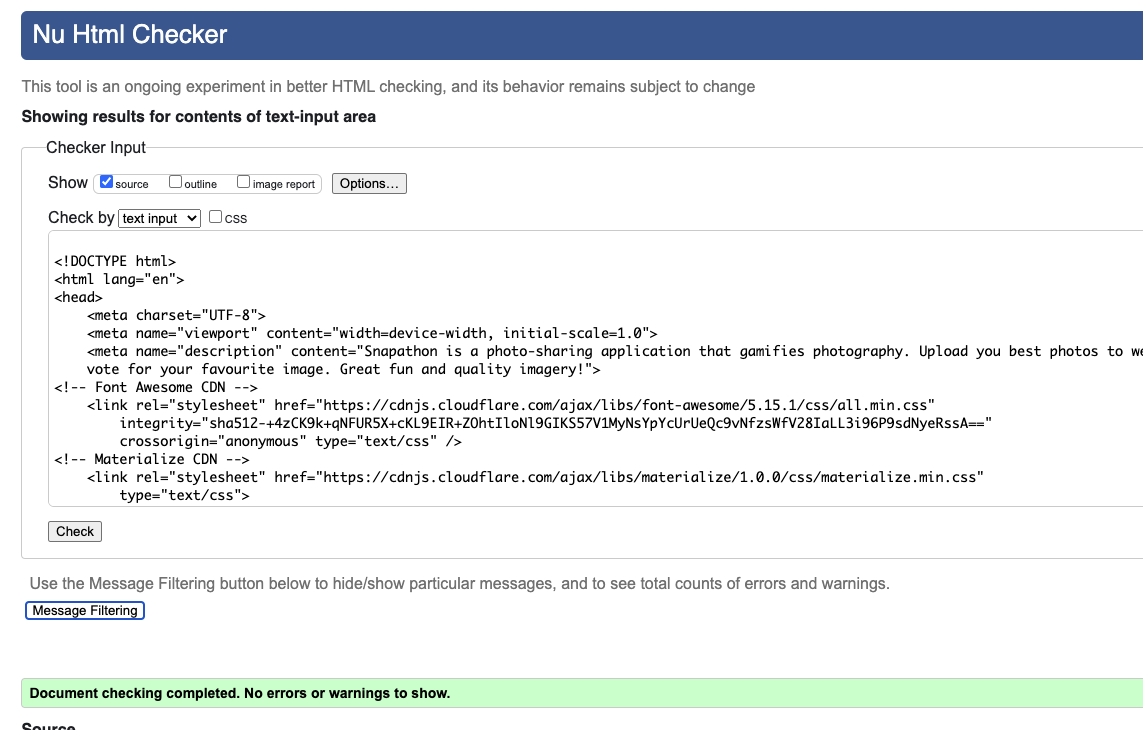 Nu Html Checker
This tool is an ongoing experiment in better HTML checking, and its behavior remains subject to change
Showing results for contents of text-input area
Checker Input
Show source outline image report Options...
Check by text input css
<!DOCTYPE html>
<html lang="en">
<head>
    <meta charset="UTF-8">
    <meta name="viewport" content="width=device-width, initial-scale=1.0">
    <meta name="description" content="Snapathon is a photo-sharing application that gamifies photography. Upload you best photos to
    vote for your favourite image. Great fun and quality imagery!">
<!-- Font Awesome CDN -->
    <link rel="stylesheet" href="https://cdnjs.cloudflare.com/ajax/libs/font-awesome/5.15.1/css/all.min.css"
        integrity="sha512-+4zCK9k+qNFUR5X+cKL9EIR+ZOhtIloNl9GIKS57V1MyNsYpYcUrUeQc9vNfzsWfV28IaLL3i96P9sdNyeRssA=="
        crossorigin="anonymous" type="text/css" />
<!-- Materialize CDN -->
    <link rel="stylesheet" href="https://cdnjs.cloudflare.com/ajax/libs/materialize/1.0.0/css/materialize.min.css"
        type="text/css">
Check
Use the Message Filtering button below to hide/show particular messages, and to see total counts of errors and warnings.
Message Filtering
Document checking completed. No errors or warnings to show.
Source